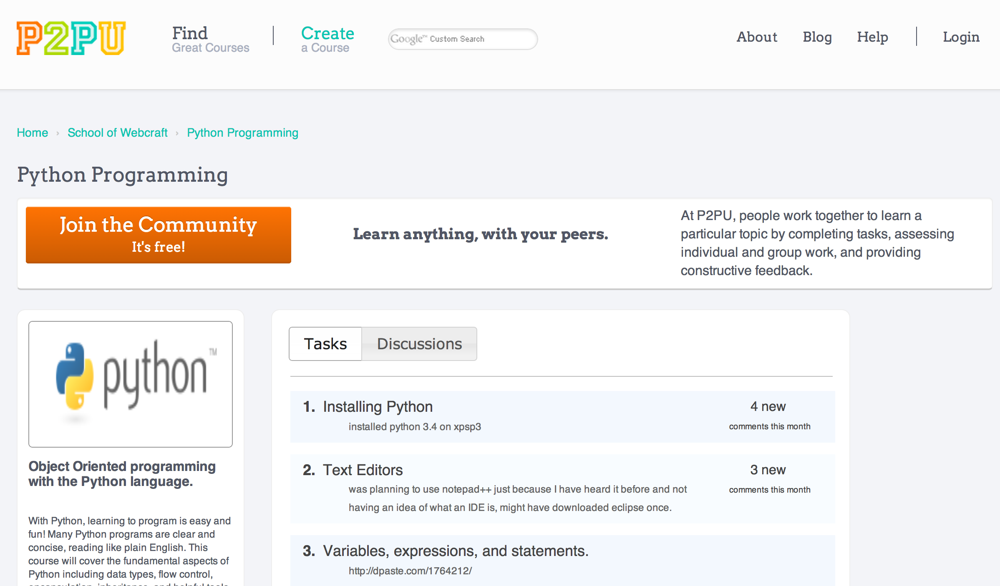 P2PU
Find
Great Courses
Create
a Course
Google™ Custom Search
About
Blog
Help
Login
Home › School of Webcraft › Python Programming
Python Programming
Join the Community
It's free!
Learn anything, with your peers.
At P2PU, people work together to learn a
particular topic by completing tasks, assessing
individual and group work, and providing
constructive feedback.
python™
Object Oriented programming
with the Python language.
With Python, learning to program is easy and
fun! Many Python programs are clear and
concise, reading like plain English. This
course will cover the fundamental aspects of
Python including data types, flow control,
Tasks
Discussions
1. Installing Python
installed python 3.4 on xpsp3
4 new
comments this month
2. Text Editors
was planning to use notepad++ just because I have heard it before and not
having an idea of what an IDE is, might have downloaded eclipse once.
3 new
comments this month
3. Variables, expressions, and statements.
http://dpaste.com/1764212/